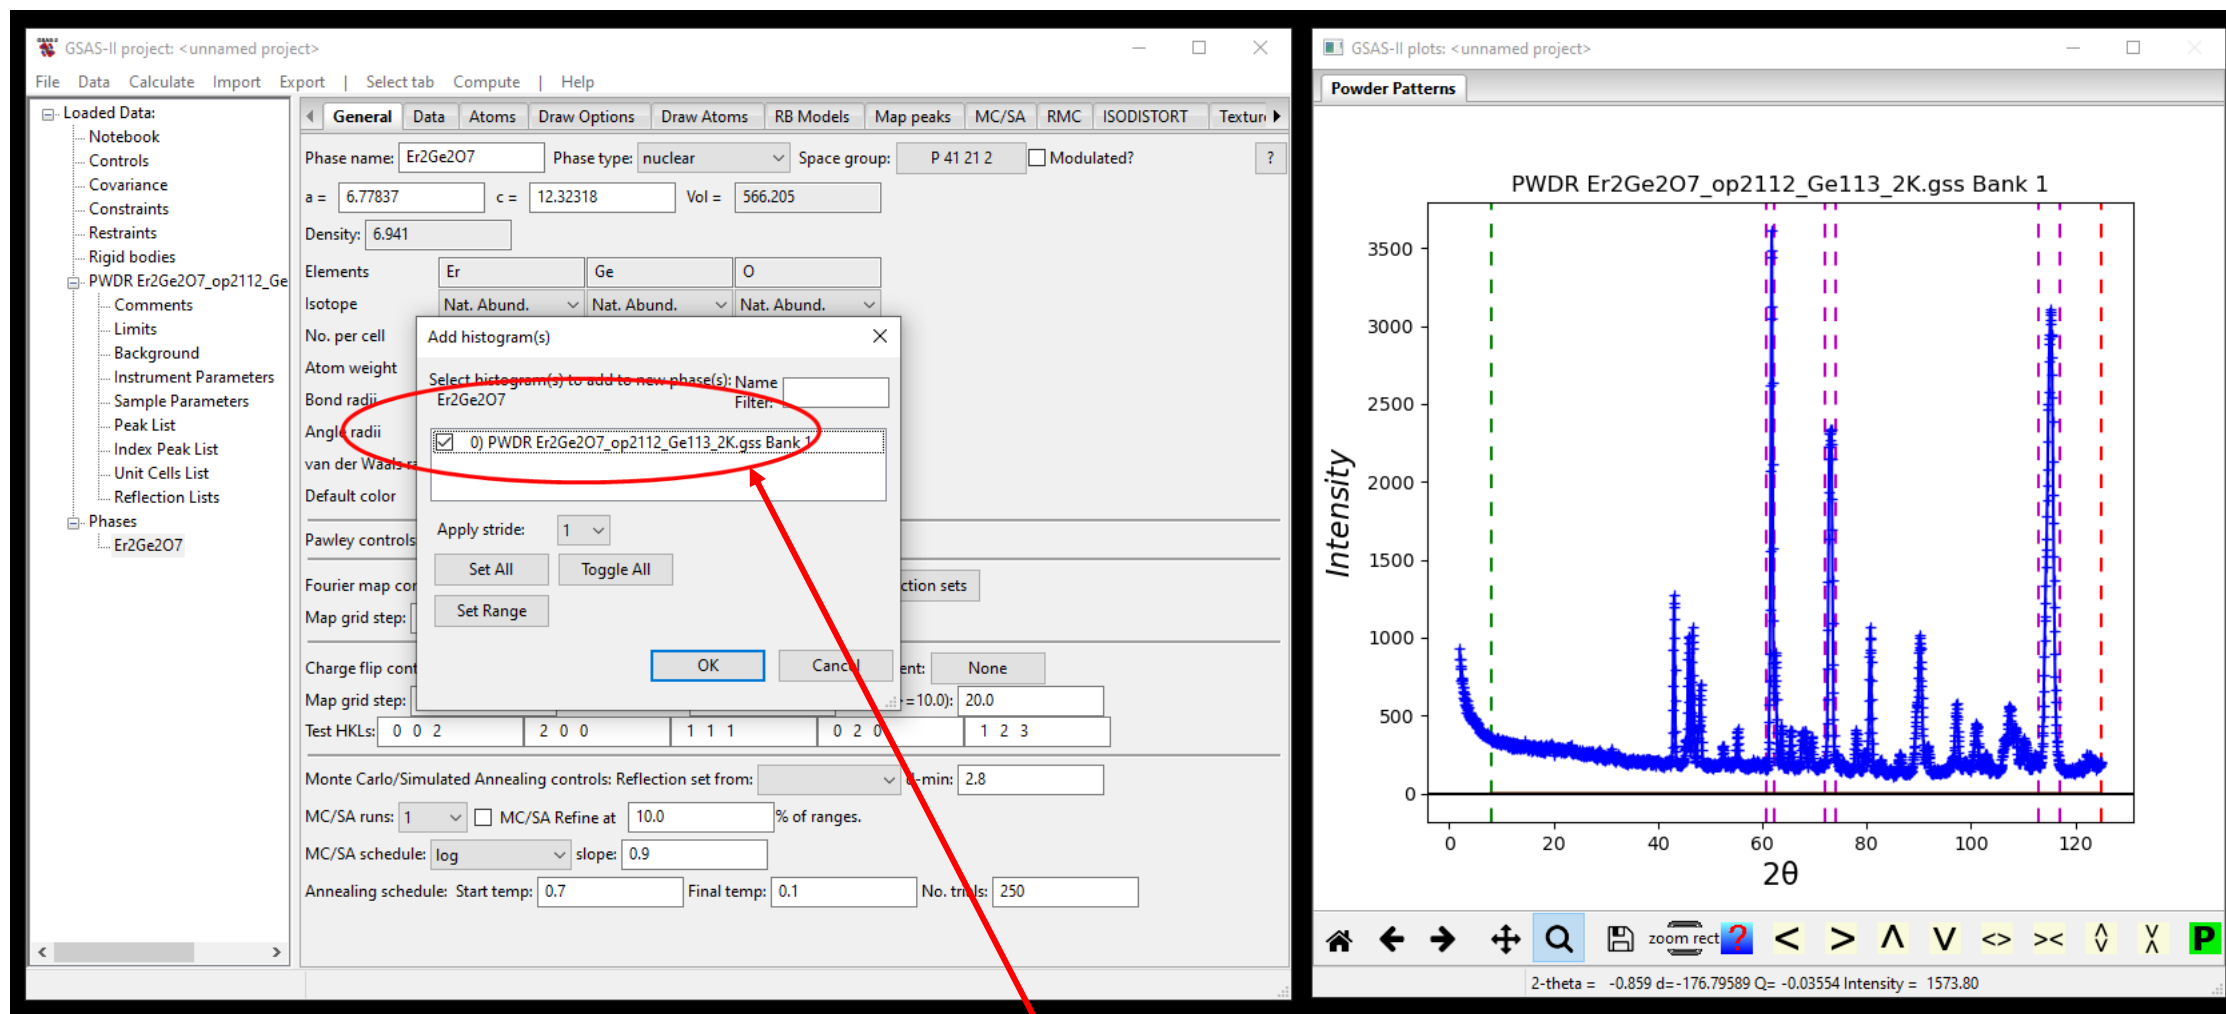 GSAS-II project: <unnamed project>
File Data Calculate Import Export | Select tab Compute | Help
Loaded Data:
Notebook
Controls
Covariance
Constraints
Restraints
Rigid bodies
PWDR Er2Ge2O7_op2112_Ge
Comments
Limits
Background
Instrument Parameters
Sample Parameters
Peak List
Index Peak List
Unit Cells List
Reflection Lists
Phases
Er2Ge2O7
General Data Atoms Draw Options Draw Atoms RB Models Map peaks MC/SA RMC ISODISTORT Texture
Phase name: Er2Ge2O7 Phase type: nuclear Space group: P 41 21 2 Modulated? ?
a = 6.77837 c = 12.32318 Vol = 566.205
Density: 6.941
Elements Er Ge O
Isotope Nat. Abund. Nat. Abund. Nat. Abund.
No. per cell
Atom weight
Bond radii
Angle radii
van der Waals ra
Default color
Pawley controls
Fourier map con ction sets
Map grid step:
Charge flip cont ent: None
Map grid step: =10.0): 20.0
Test HKLs: 0 0 2 2 0 0 1 1 1 0 2 0 1 2 3
Monte Carlo/Simulated Annealing controls: Reflection set from: d-min: 2.8
MC/SA runs: 1 MC/SA Refine at 10.0 % of ranges.
MC/SA schedule: log slope: 0.9
Annealing schedule: Start temp: 0.7 Final temp: 0.1 No. trials: 250
Add histogram(s)
Select histogram(s) to add to new phase(s): Name
Er2Ge2O7 Filter:
0) PWDR Er2Ge2O7_op2112_Ge113_2K.gss Bank 1
Apply stride: 1
Set All Toggle All
Set Range
OK Cancel
GSAS-II plots: <unnamed project>
Powder Patterns
PWDR Er2Ge2O7_op2112_Ge113_2K.gss Bank 1
Intensity
3500
3000
2500
2000
1500
1000
500
0
0 20 40 60 80 100 120
2θ
zoom rect ? < > Λ V <> >< P
2-theta = -0.859 d=-176.79589 Q= -0.03554 Intensity = 1573.80